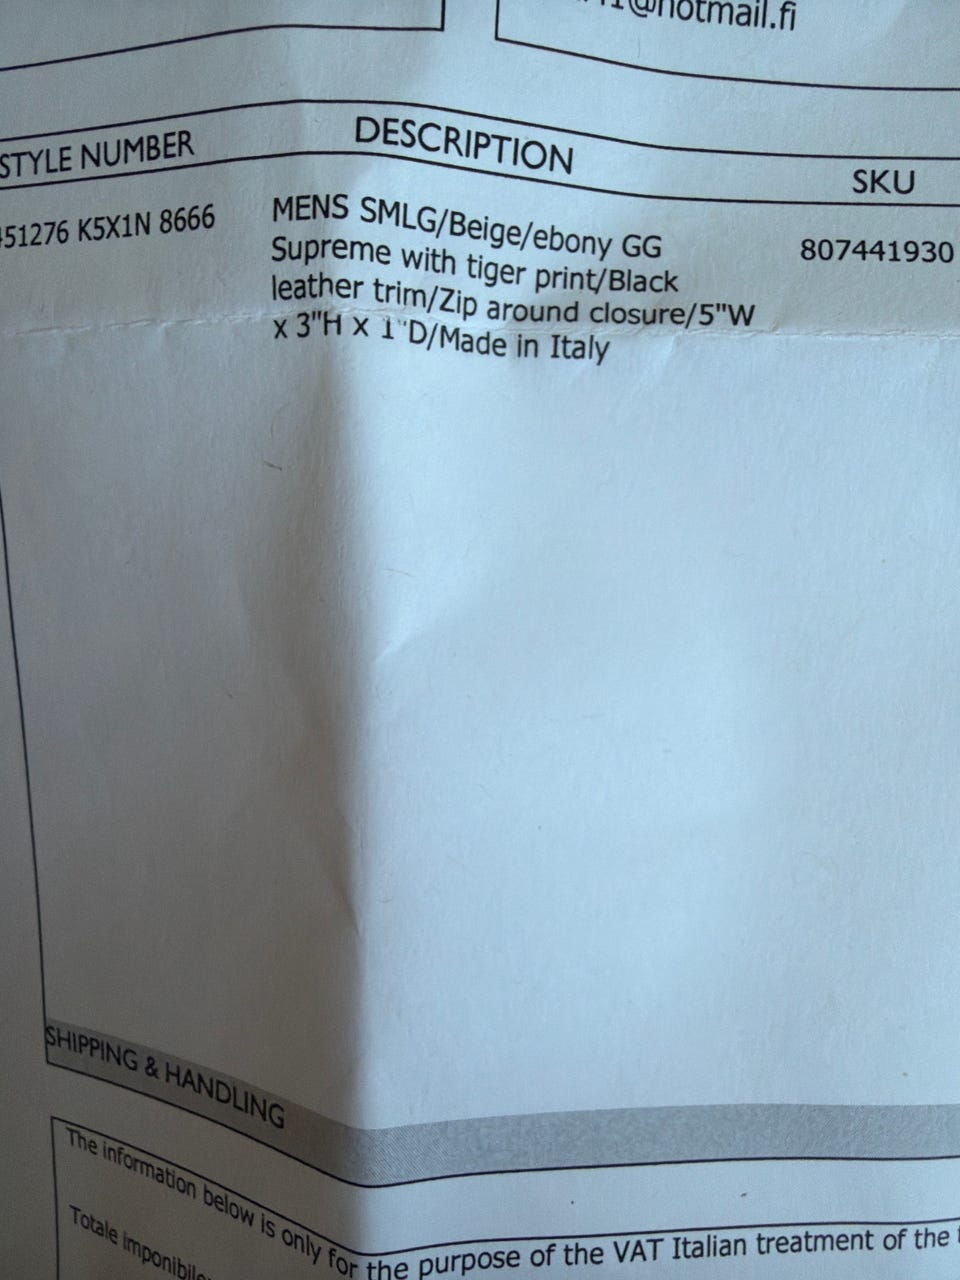 @hotmail.fi
STYLE NUMBER DESCRIPTION SKU
51276 K5X1N 8666 MENS SMLG/Beige/ebony GG 807441930
Supreme with tiger print/Black
leather trim/Zip around closure/5"W
x 3"H x 1"D/Made in Italy
SHIPPING & HANDLING
The information below is only for the purpose of the VAT Italian treatment of the
Totale imponibile